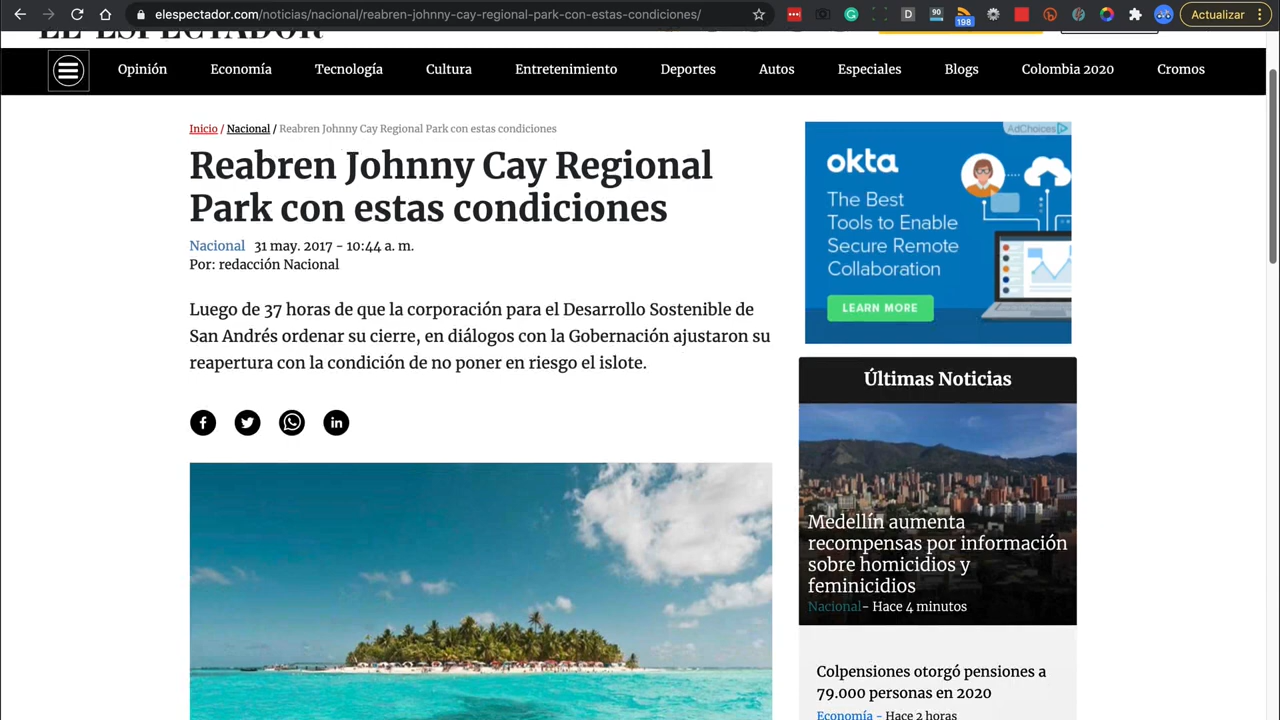 elespectador.com/noticias/nacional/reabren-johnny-cay-regional-park-con-estas-condiciones/
90
198
Actualizar
EL ESPECTADOR
Opinión Economía Tecnología Cultura Entretenimiento Deportes Autos Especiales Blogs Colombia 2020 Cromos
Inicio / Nacional / Reabren Johnny Cay Regional Park con estas condiciones
Reabren Johnny Cay Regional
Park con estas condiciones
Nacional 31 may. 2017 - 10:44 a. m.
Por: redacción Nacional
Luego de 37 horas de que la corporación para el Desarrollo Sostenible de
San Andrés ordenar su cierre, en diálogos con la Gobernación ajustaron su
reapertura con la condición de no poner en riesgo el islote.
AdChoices
okta
The Best
Tools to Enable
Secure Remote
Collaboration
LEARN MORE
Últimas Noticias
Medellín aumenta
recompensas por información
sobre homicidios y
feminicidios
Nacional- Hace 4 minutos
Colpensiones otorgó pensiones a
79.000 personas en 2020
Economía - Hace 2 horas